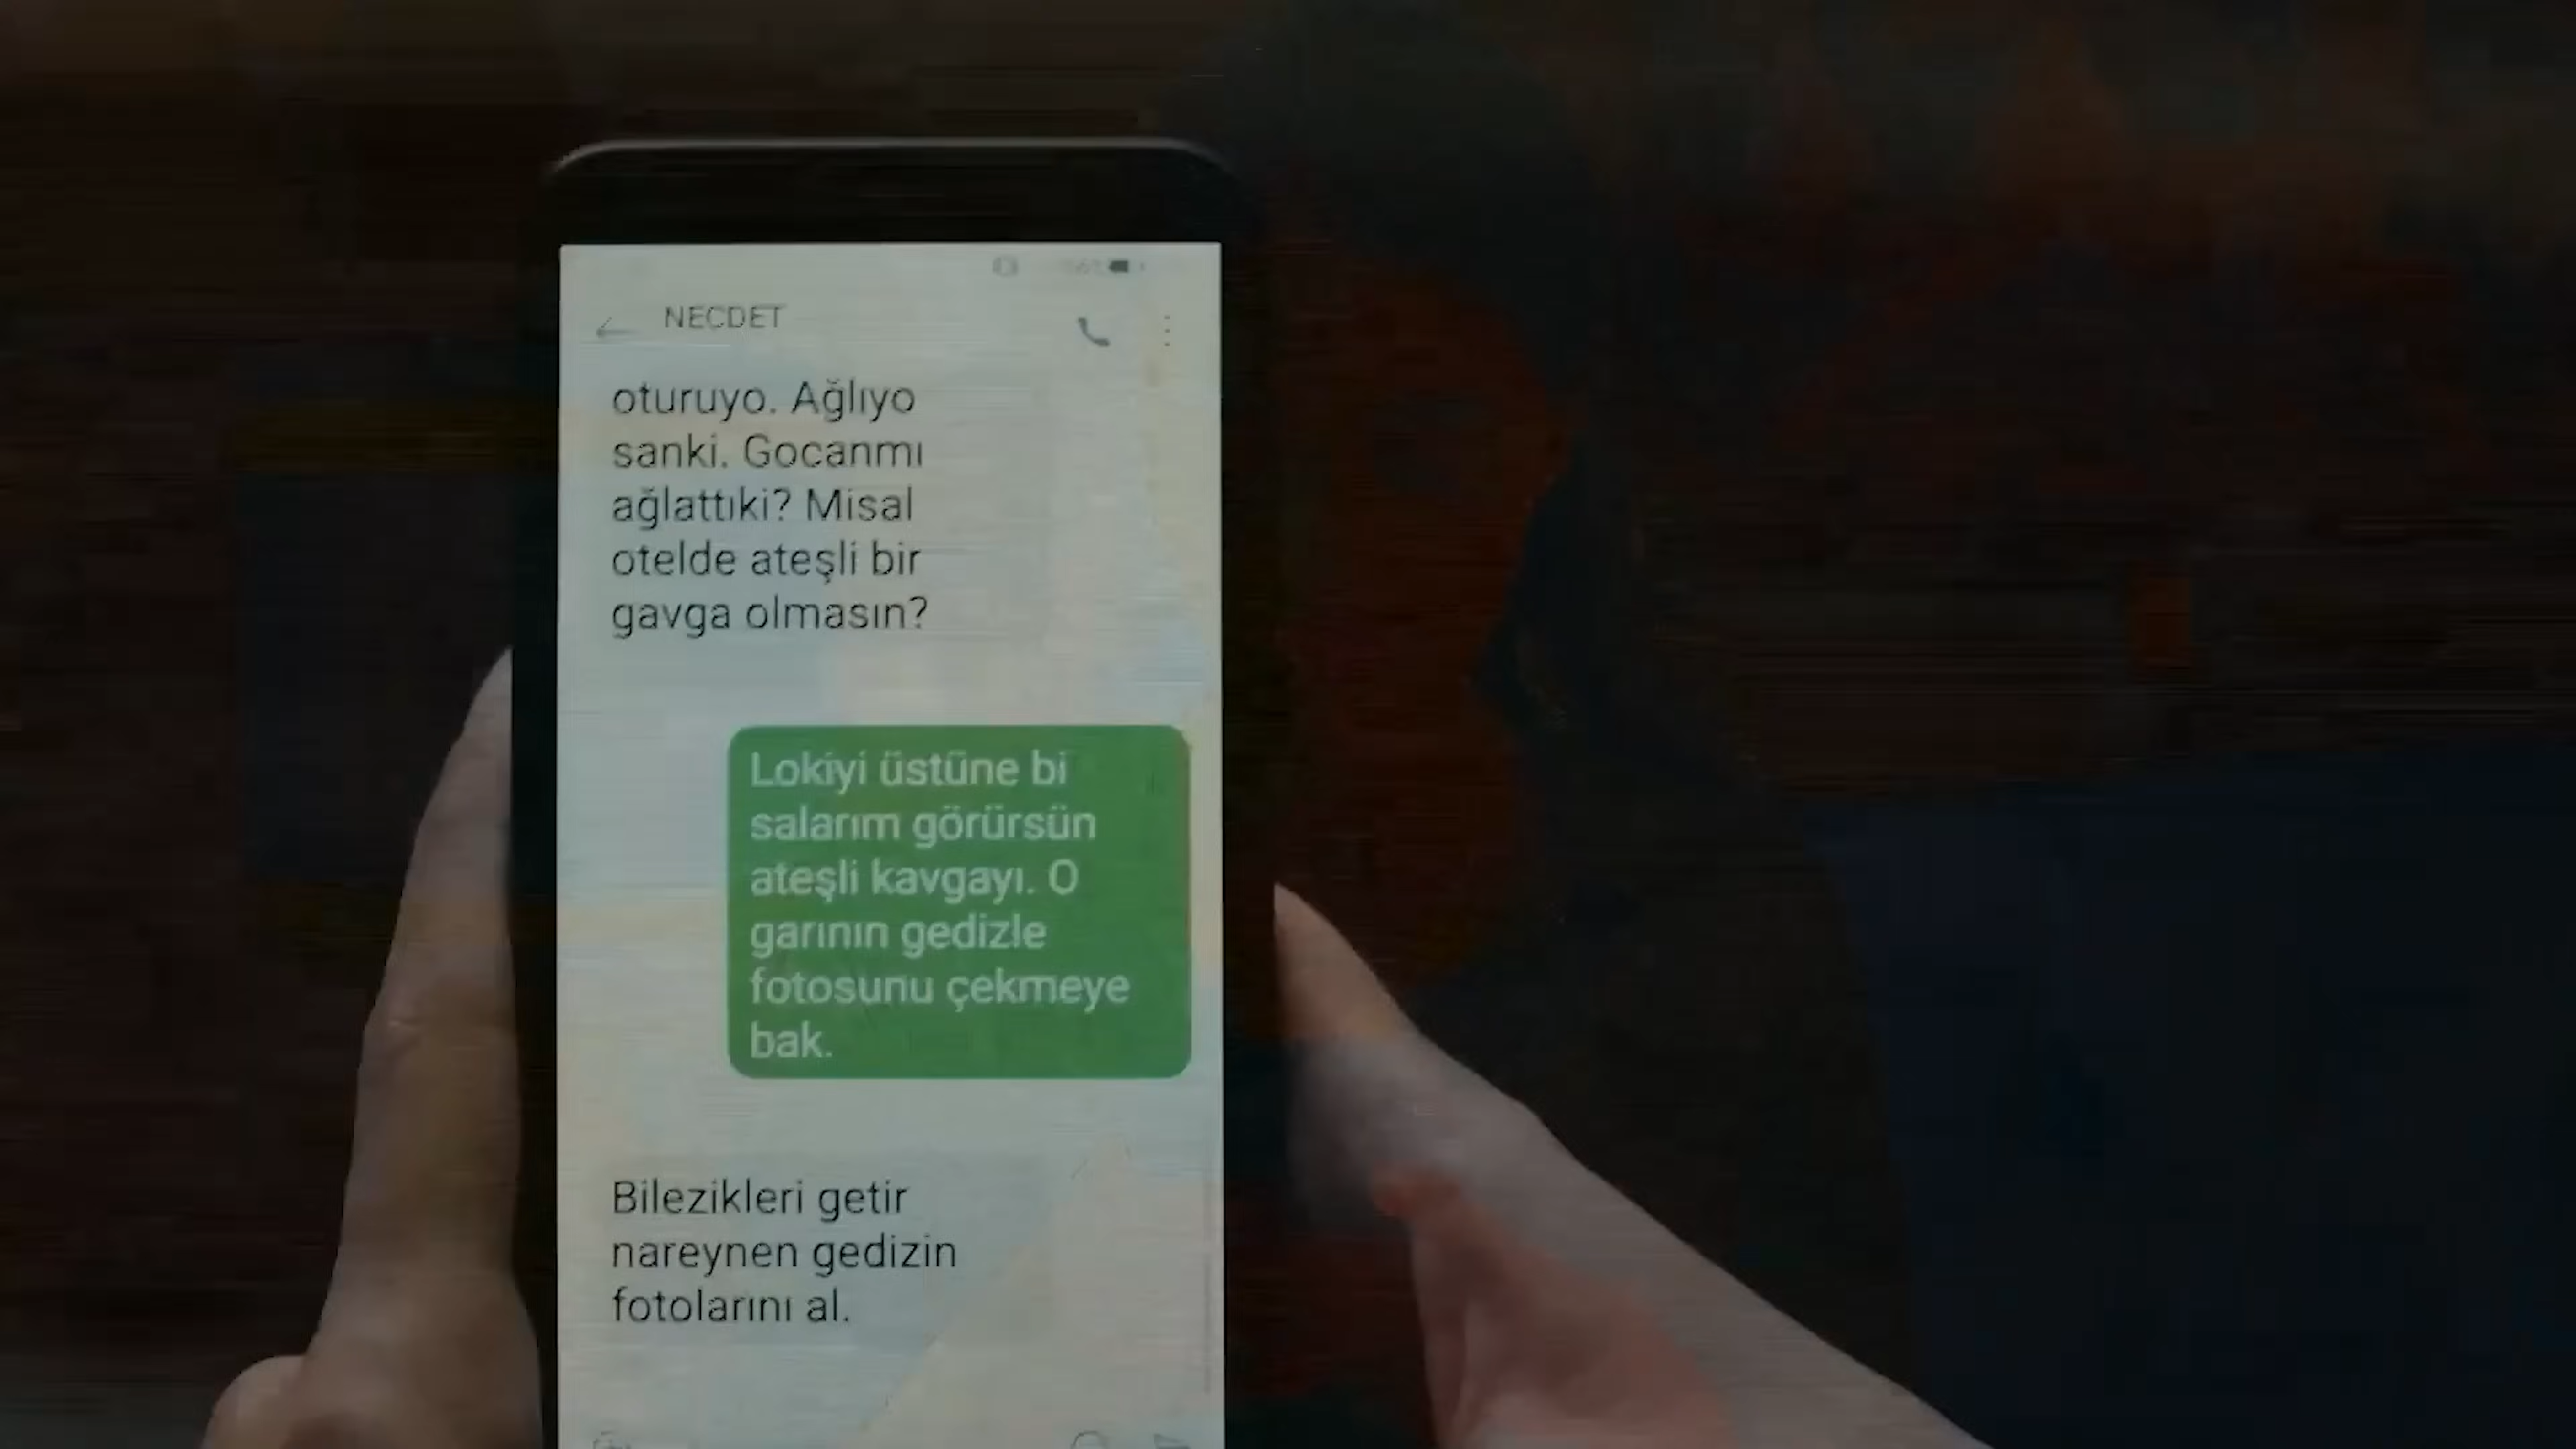 NECDET
oturuyo. Ağlıyo
sanki. Gocanmı
ağlattıki? Misal
otelde ateşli bir
gavga olmasın?
Lokiyi üstüne bi
salarım görürsün
ateşli kavgayı. O
garının gedizle
fotosunu çekmeye
bak.
Bilezikleri getir
nareynen gedizin
fotolarını al.